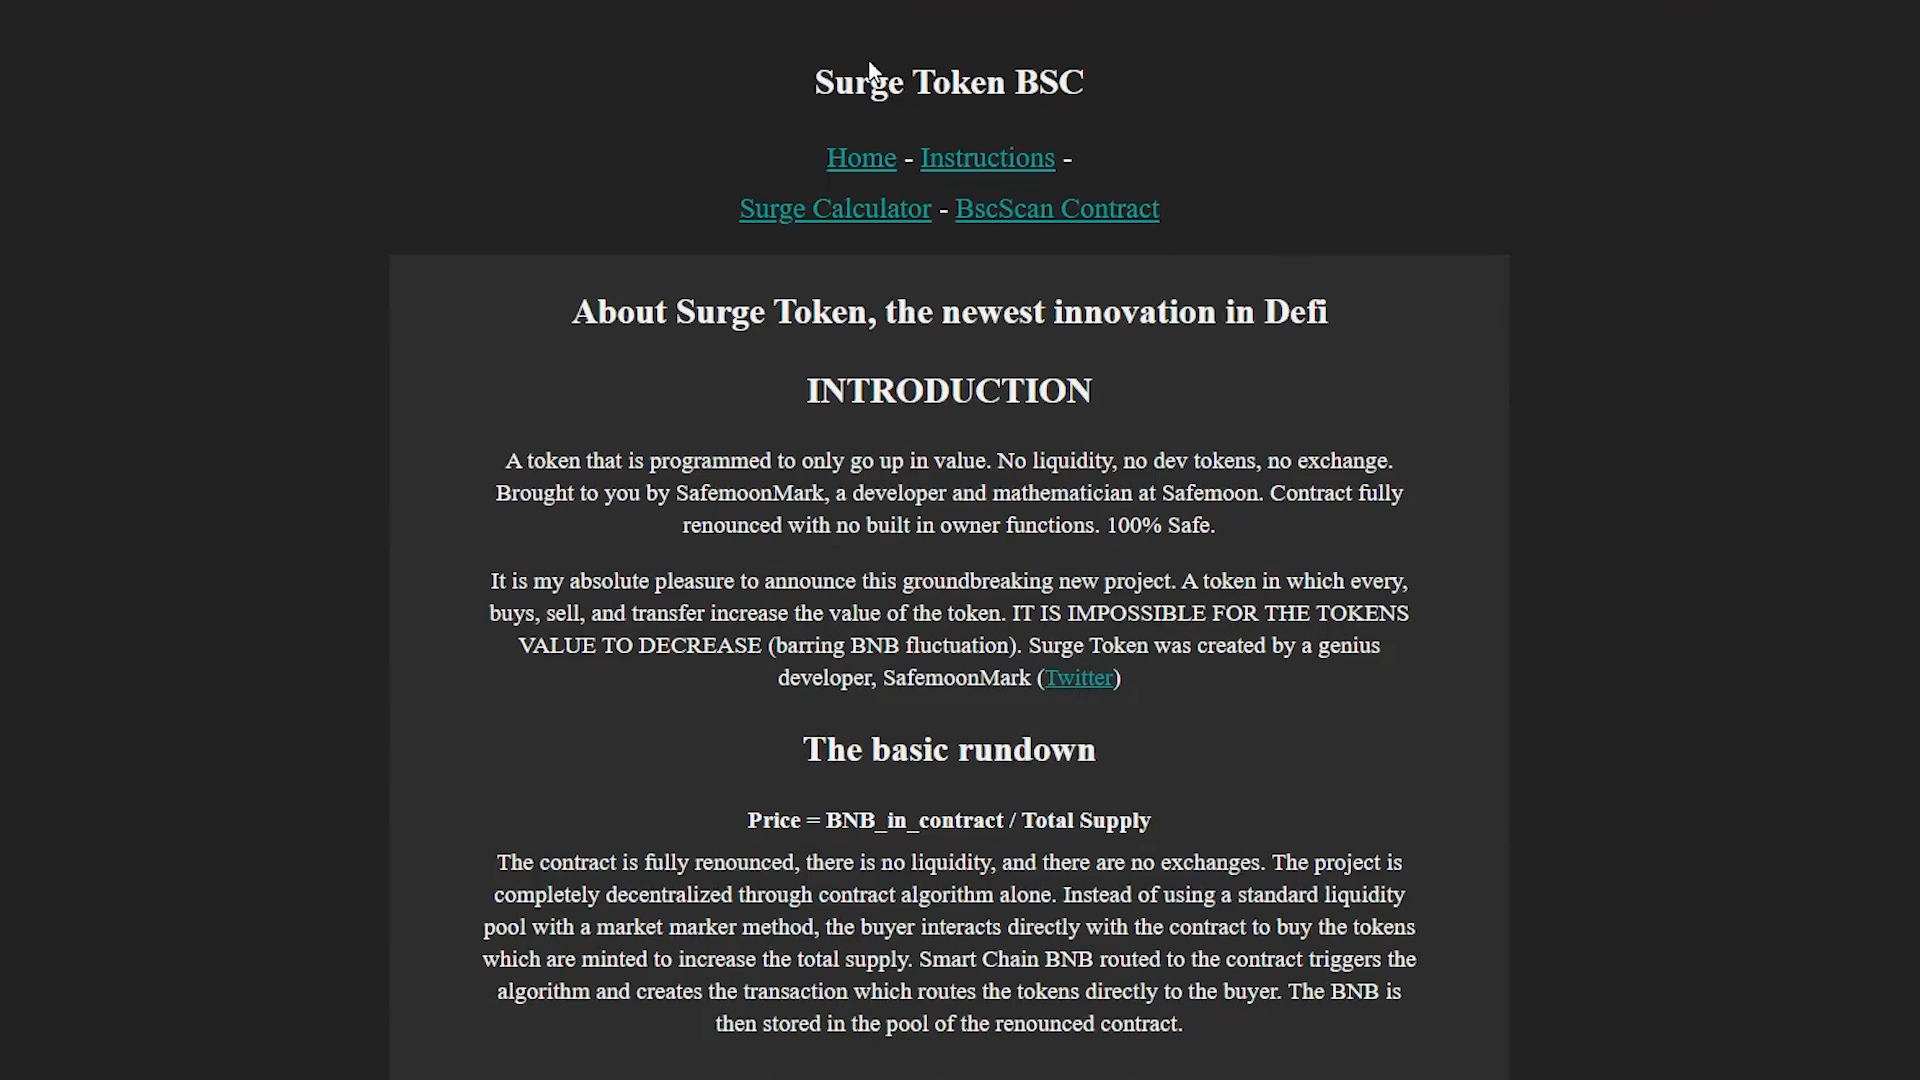 Surge Token BSC
Home - Instructions -
Surge Calculator - BscScan Contract
About Surge Token, the newest innovation in Defi
INTRODUCTION
A token that is programmed to only go up in value. No liquidity, no dev tokens, no exchange.
Brought to you by SafemoonMark, a developer and mathematician at Safemoon. Contract fully
renounced with no built in owner functions. 100% Safe.
It is my absolute pleasure to announce this groundbreaking new project. A token in which every,
buys, sell, and transfer increase the value of the token. IT IS IMPOSSIBLE FOR THE TOKENS
VALUE TO DECREASE (barring BNB fluctuation). Surge Token was created by a genius
developer, SafemoonMark (Twitter)
The basic rundown
Price = BNB_in_contract / Total Supply
The contract is fully renounced, there is no liquidity, and there are no exchanges. The project is
completely decentralized through contract algorithm alone. Instead of using a standard liquidity
pool with a market marker method, the buyer interacts directly with the contract to buy the tokens
which are minted to increase the total supply. Smart Chain BNB routed to the contract triggers the
algorithm and creates the transaction which routes the tokens directly to the buyer. The BNB is
then stored in the pool of the renounced contract.